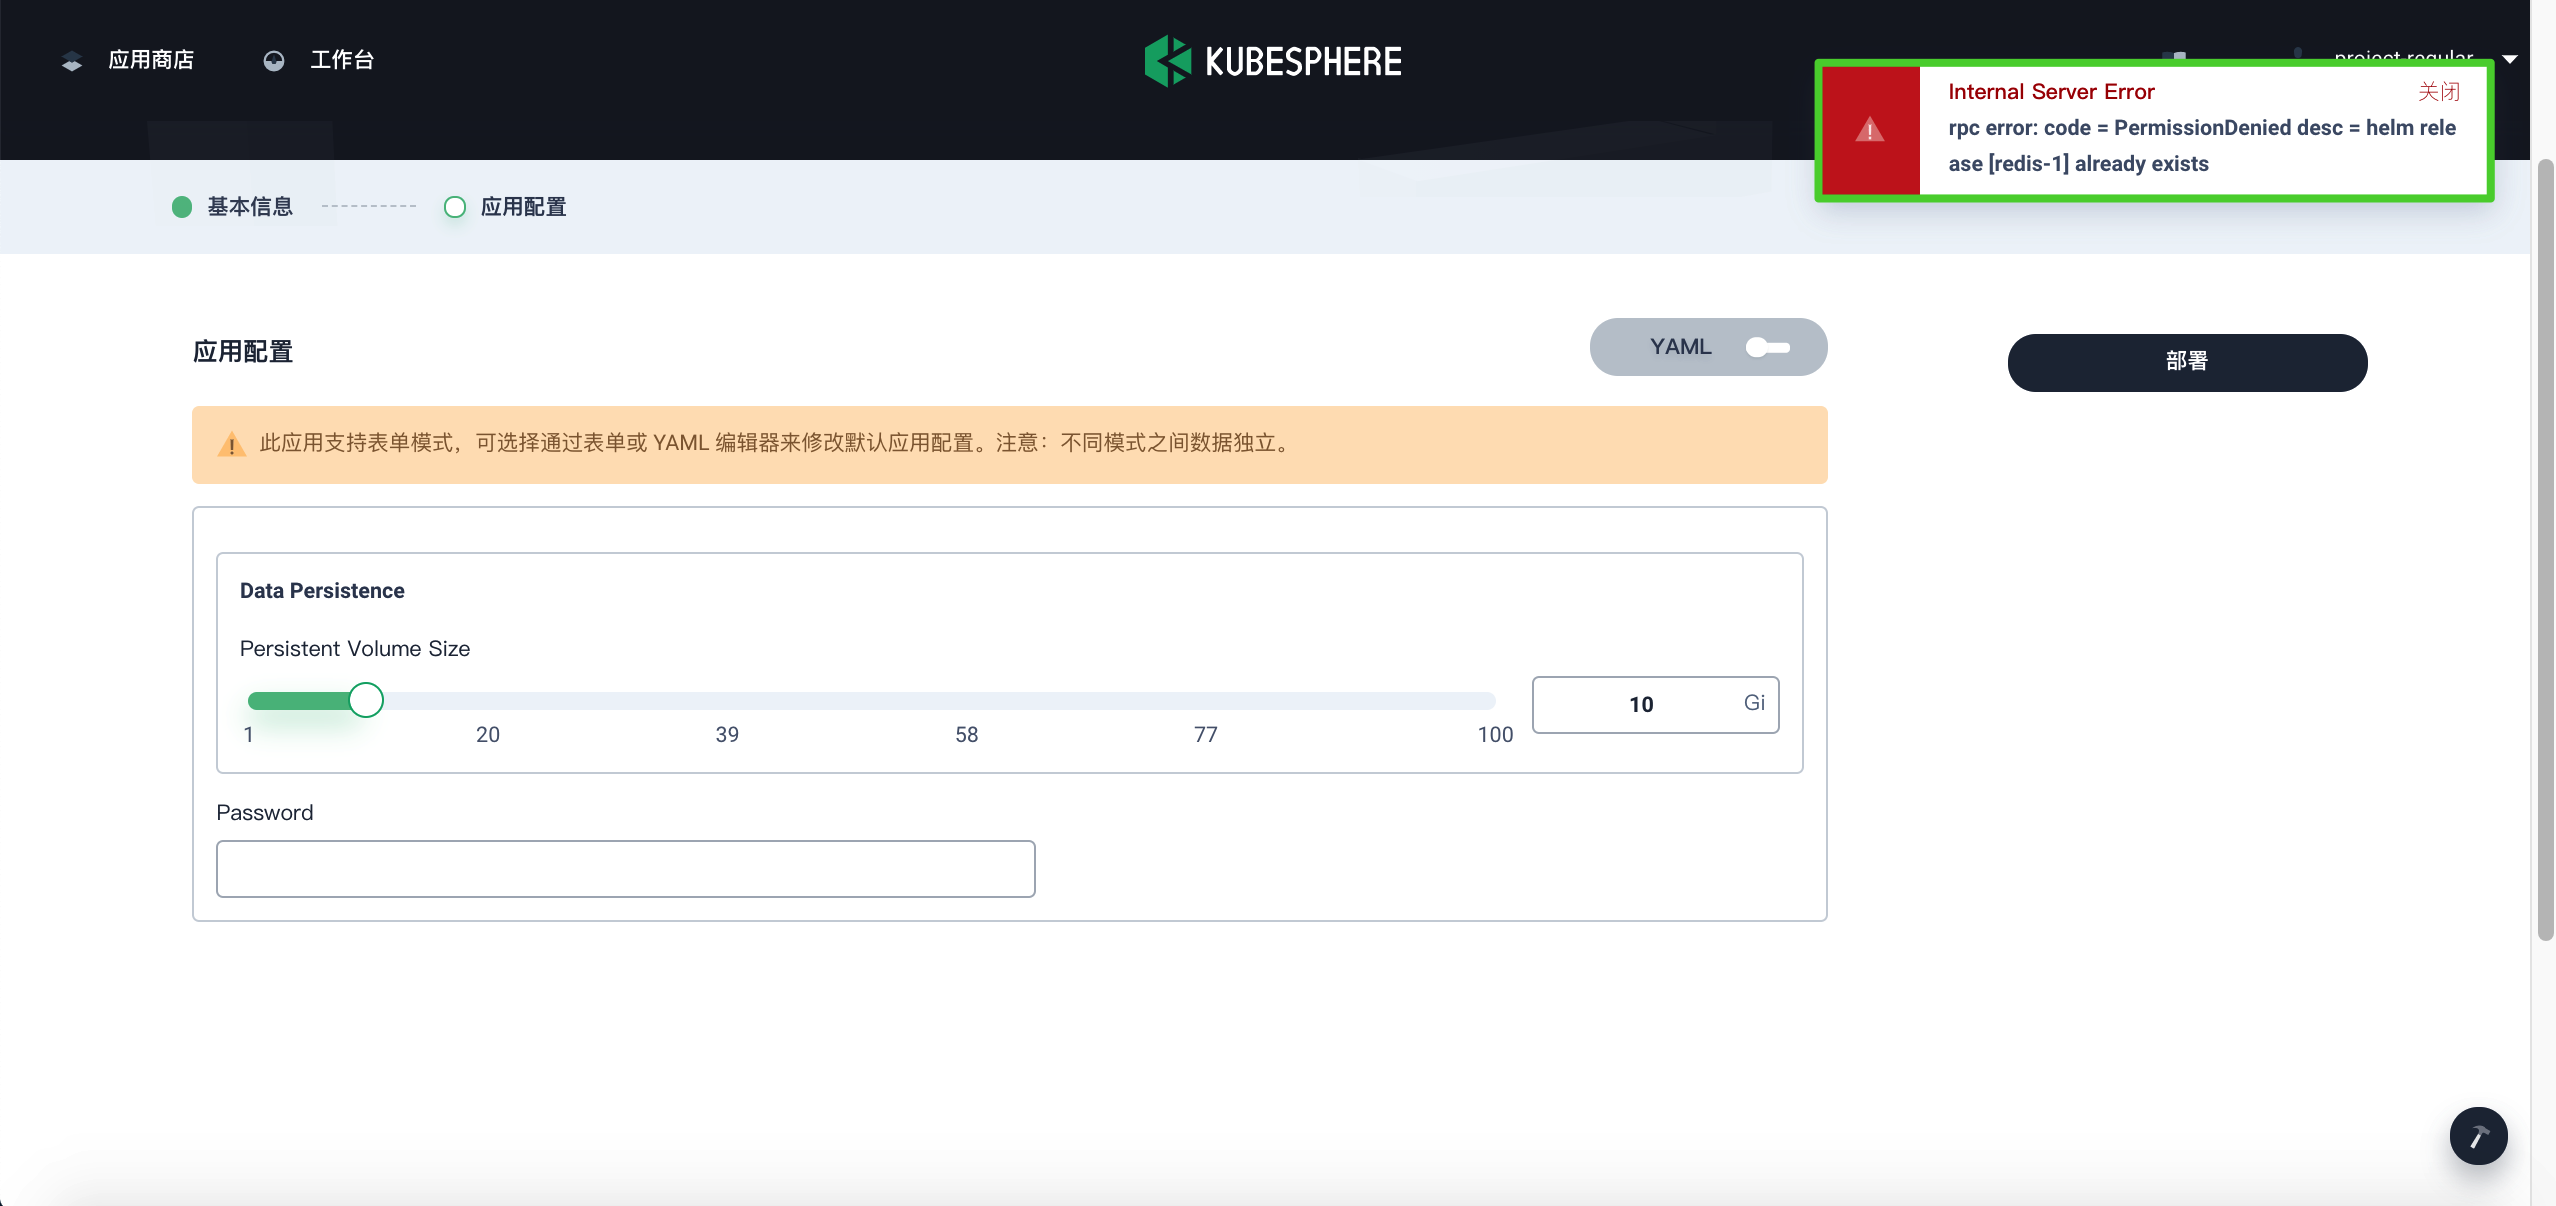 应用商店
工作台
KUBESPHERE
project-regular
Internal Server Error
关闭
rpc error: code = PermissionDenied desc = helm rele
ase [redis-1] already exists
基本信息
应用配置
应用配置
YAML
部署
此应用支持表单模式，可选择通过表单或 YAML 编辑器来修改默认应用配置。注意：不同模式之间数据独立。
Data Persistence
Persistent Volume Size
10 Gi
1 20 39 58 77 100
Password